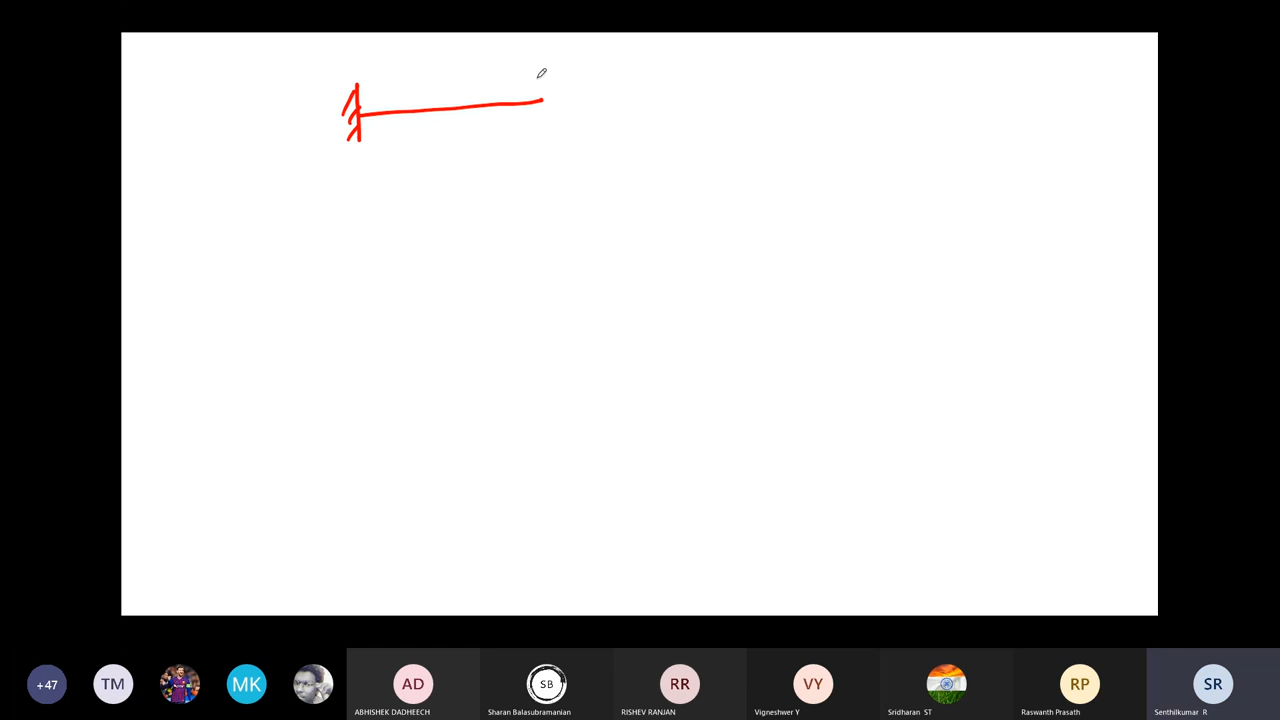 +47
TM
MK
AD
SB
RR
VY
RP
SR
ABHISHEK DADHEECH
Sharan Balasubramanian
RISHEV RANJAN
Vigneshwer Y
Sridharan ST
Raswanth Prasath
Senthilkumar R